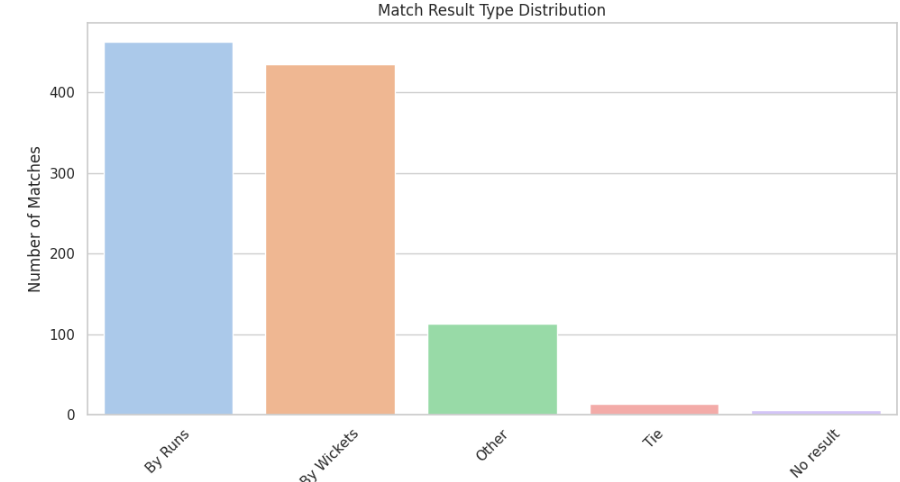 Match Result Type Distribution
Number of Matches
400
300
200
100
0
By Runs
By Wickets
Other
Tie
No result